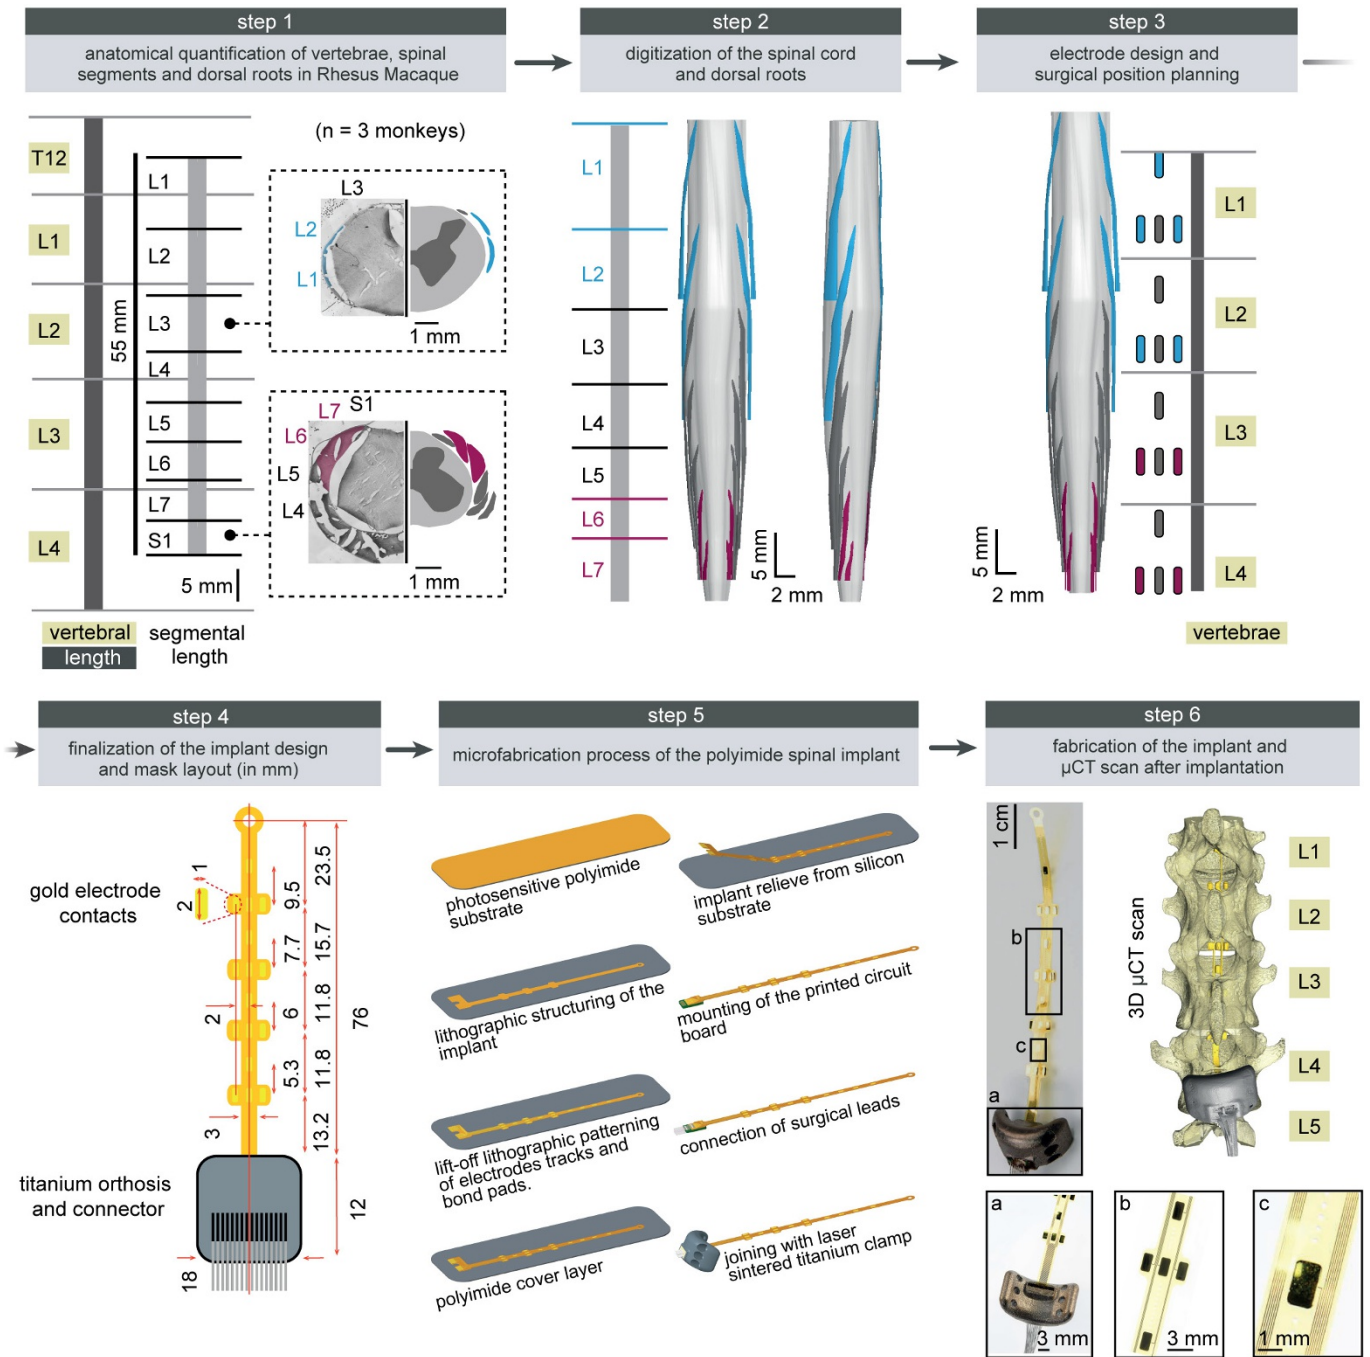 step 1
anatomical quantification of vertebrae, spinal
segments and dorsal roots in Rhesus Macaque
step 2
digitization of the spinal cord
and dorsal roots
step 3
electrode design and
surgical position planning
T12
L1
L2
L3
L4
55 mm
L1
L2
L3
L4
L5
L6
L7
S1
5 mm
vertebral
length
segmental
length
(n = 3 monkeys)
L3
L2
L1
1 mm
S1
L7
L6
L5
L4
1 mm
L1
L2
L3
L4
L5
L6
L7
5 mm
2 mm
5 mm
2 mm
L1
L2
L3
L4
vertebrae
step 4
finalization of the implant design
and mask layout (in mm)
step 5
microfabrication process of the polyimide spinal implant
step 6
fabrication of the implant and
µCT scan after implantation
gold electrode
contacts
1
2
9.5
23.5
7.7
15.7
2
6
11.8
76
5.3
11.8
3
13.2
titanium orthosis
and connector
12
18
photosensitive polyimide
substrate
implant relieve from silicon
substrate
lithographic structuring of the
implant
mounting of the printed circuit
board
lift-off lithographic patterning
of electrodes tracks and
bond pads.
connection of surgical leads
polyimide cover layer
joining with laser
sintered titanium clamp
1 cm
b
c
a
3D µCT scan
L1
L2
L3
L4
L5
a
3 mm
b
3 mm
c
1 mm